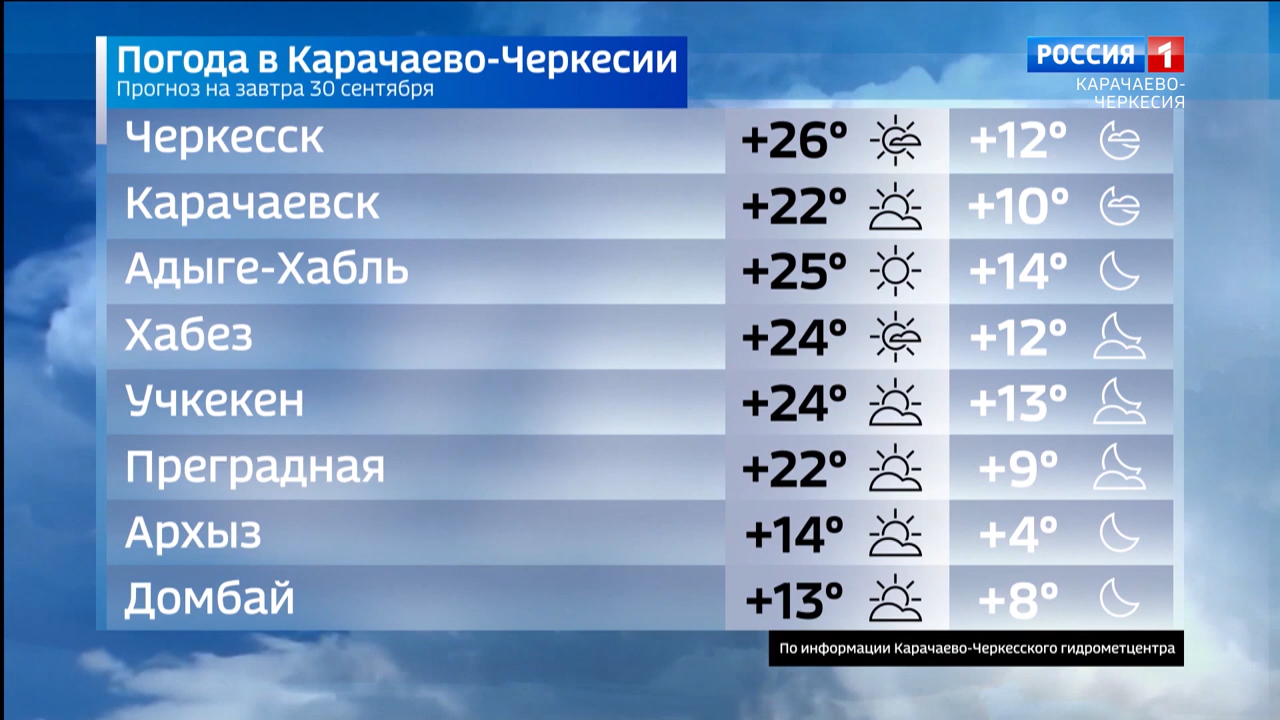 Погода в Карачаево-Черкесии
Прогноз на завтра 30 сентября
РОССИЯ 1
КАРАЧАЕВО-
ЧЕРКЕСИЯ
Черкесск +26° +12°
Карачаевск +22° +10°
Адыге-Хабль +25° +14°
Хабез +24° +12°
Учкекен +24° +13°
Преградная +22° +9°
Архыз +14° +4°
Домбай +13° +8°
По информации Карачаево-Черкесского гидрометцентра